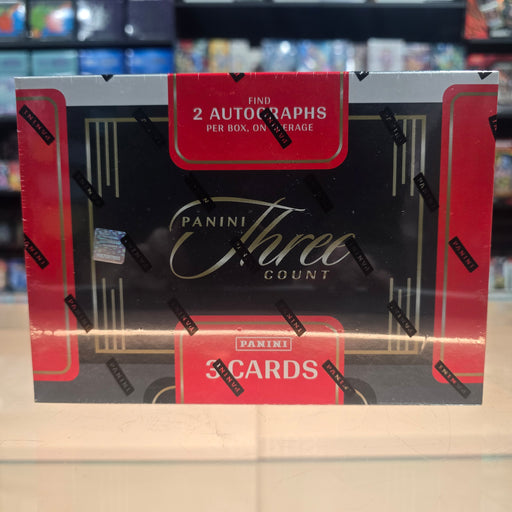 FIND
2 AUTOGRAPHS
PER BOX, ON AVERAGE
PANINI
Three
COUNT
PANINI
3 CARDS